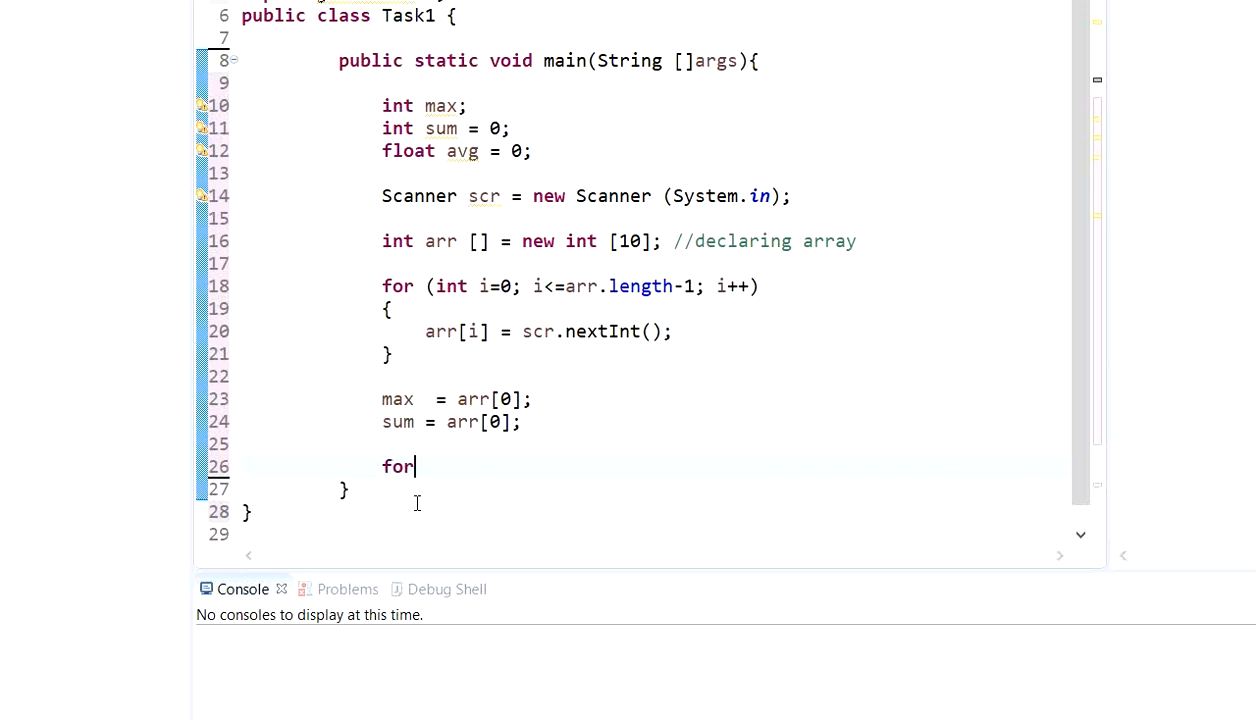 6 public class Task1 {
7
8 public static void main(String []args){
9
10 int max;
11 int sum = 0;
12 float avg = 0;
13
14 Scanner scr = new Scanner (System.in);
15
16 int arr [] = new int [10]; //declaring array
17
18 for (int i=0; i<=arr.length-1; i++)
19 {
20 arr[i] = scr.nextInt();
21 }
22
23 max  = arr[0];
24 sum = arr[0];
25
26 for
27 }
28 }
29
Console Problems Debug Shell
No consoles to display at this time.